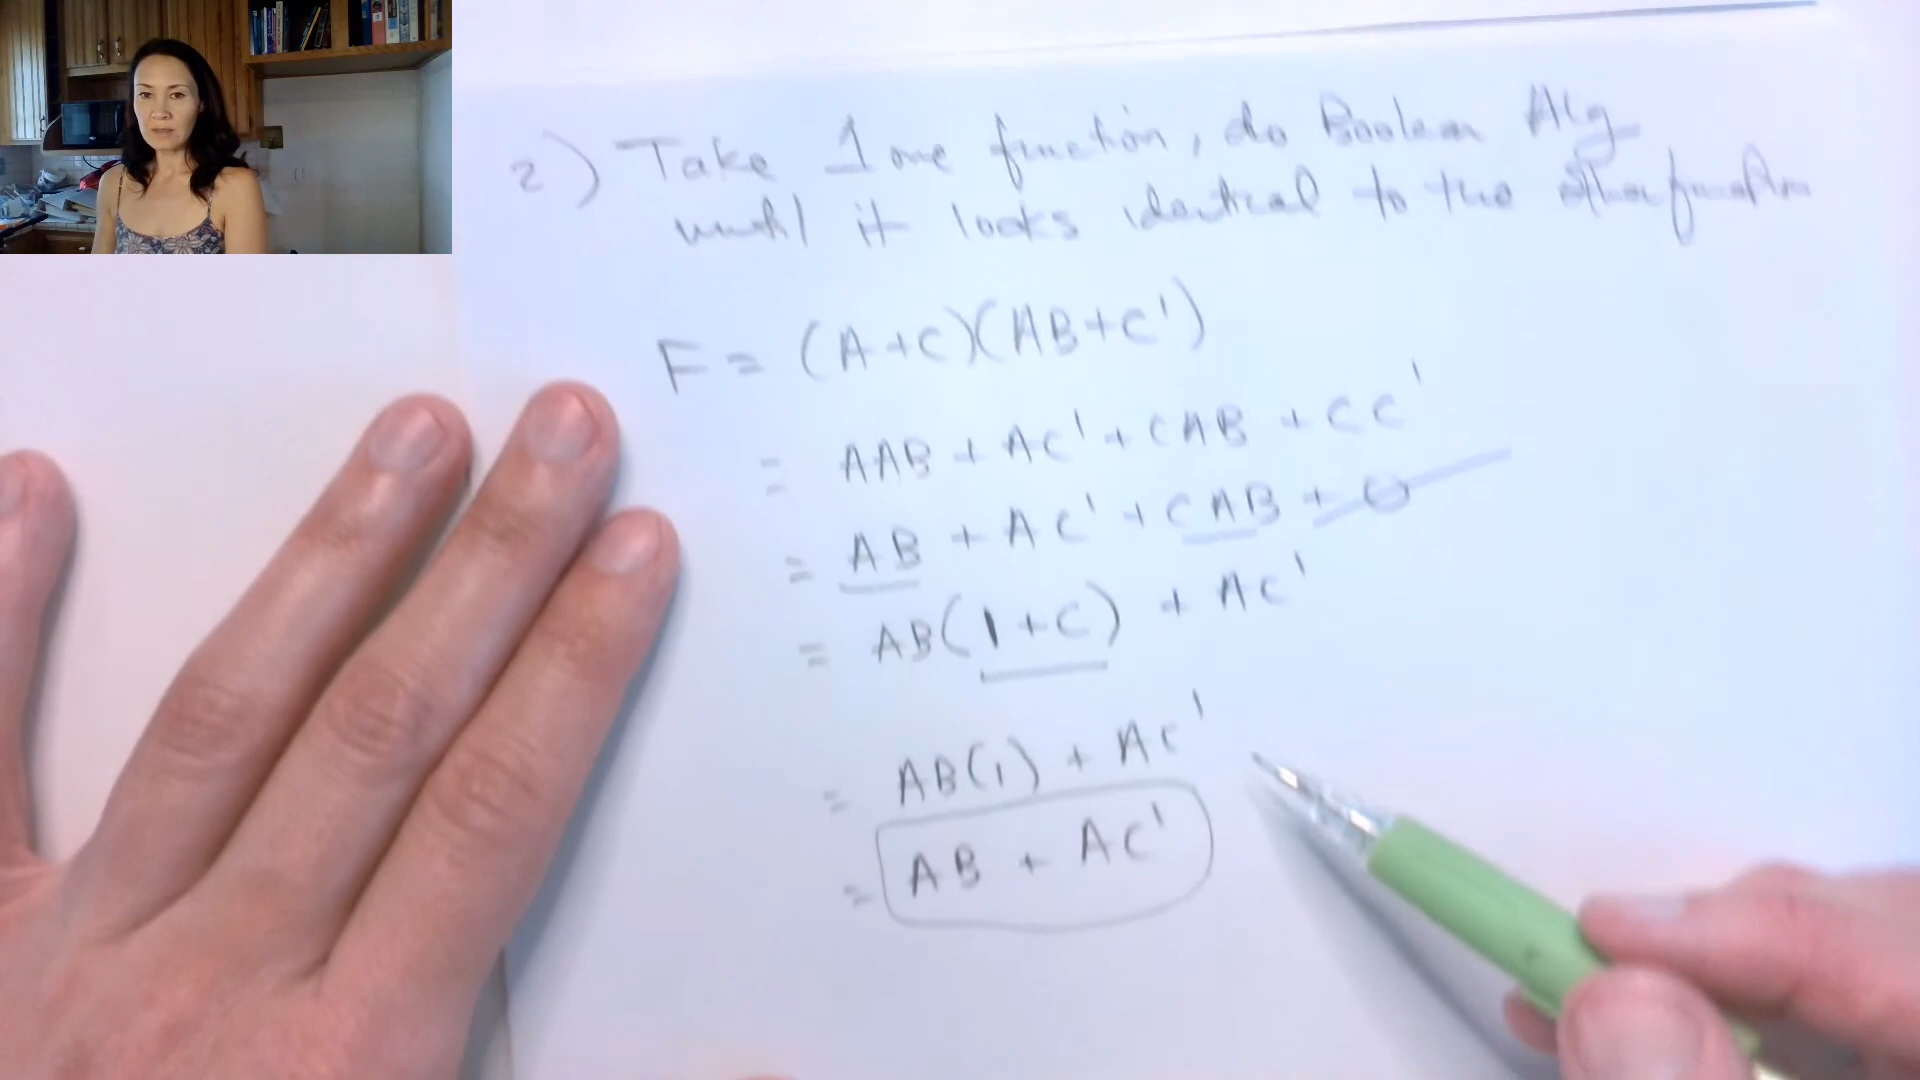 2) Take 1 one function, do Boolean Alg
until it looks identical to the other function
F = (A+C)(AB+C')
= AAB + AC' + CAB + CC'
= AB + AC' + CAB + 0
= AB(1+C) + AC'
= AB(1) + AC'
= AB + AC'